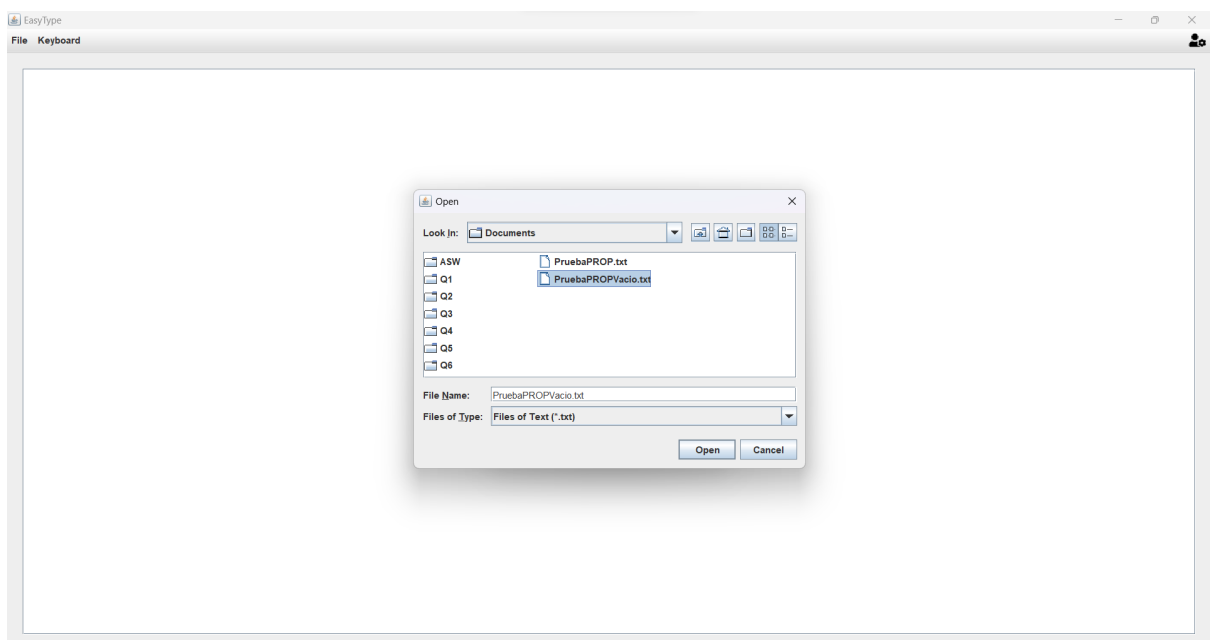 EasyType
File Keyboard
Open
Look In: Documents
ASW PruebaPROP.txt
Q1 PruebaPROPVacio.txt
Q2
Q3
Q4
Q5
Q6
File Name: PruebaPROPVacio.txt
Files of Type: Files of Text (*.txt)
Open Cancel